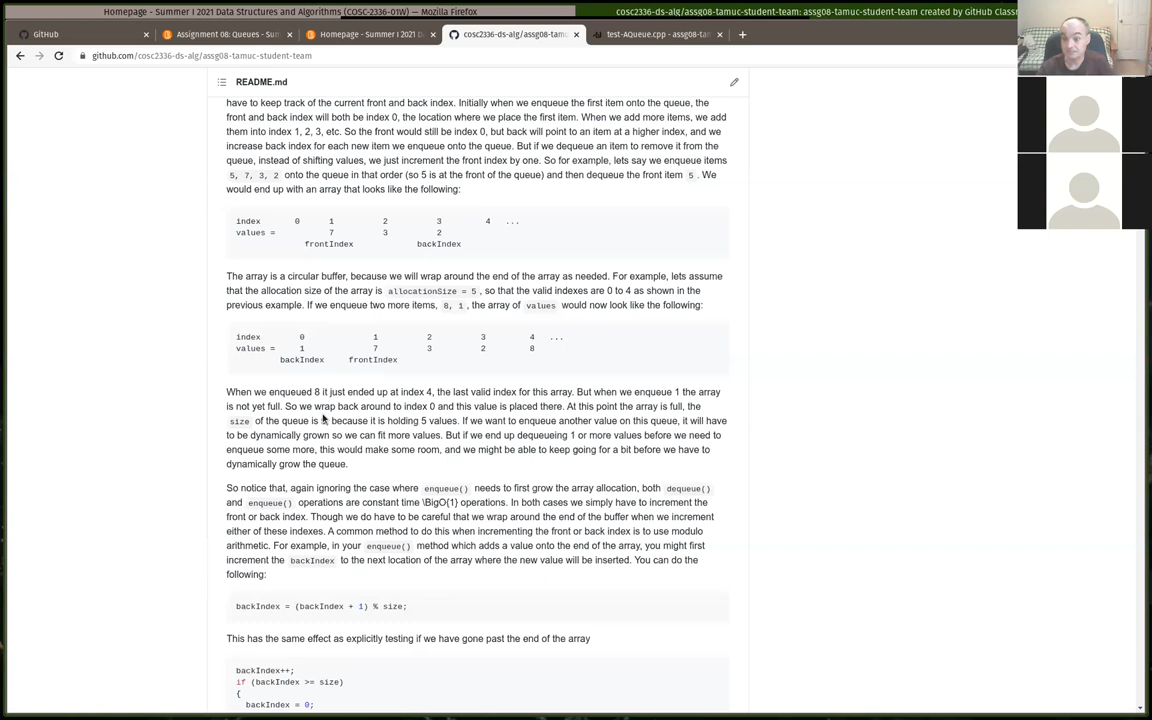 Homepage - Summer I 2021 Data Structures and Algorithms (COSC-2336-01W) — Mozilla Firefox
cosc2336-ds-alg/assg08-tamuc-student-team: assg08-tamuc-student-team created by GitHub Classr
GitHub
Assignment 08: Queues - Sum
Homepage - Summer I 2021 D
cosc2336-ds-alg/assg08-tamu
test-AQueue.cpp - assg08-ta
github.com/cosc2336-ds-alg/assg08-tamuc-student-team
README.md
have to keep track of the current front and back index. Initially when we enqueue the first item onto the queue, the
front and back index will both be index 0, the location where we place the first item. When we add more items, we add
them into index 1, 2, 3, etc. So the front would still be index 0, but back will point to an item at a higher index, and we
increase back index for each new item we enqueue onto the queue. But if we dequeue an item to remove it from the
queue, instead of shifting values, we just increment the front index by one. So for example, lets say we enqueue items
5, 7, 3, 2 onto the queue in that order (so 5 is at the front of the queue) and then dequeue the front item 5 . We
would end up with an array that looks like the following:
index 0 1 2 3 4 ...
values = 7 3 2
frontIndex backIndex
The array is a circular buffer, because we will wrap around the end of the array as needed. For example, lets assume
that the allocation size of the array is allocationSize = 5 , so that the valid indexes are 0 to 4 as shown in the
previous example. If we enqueue two more items, 8, 1 , the array of values would now look like the following:
index 0 1 2 3 4 ...
values = 1 7 3 2 8
backIndex frontIndex
When we enqueued 8 it just ended up at index 4, the last valid index for this array. But when we enqueue 1 the array
is not yet full. So we wrap back around to index 0 and this value is placed there. At this point the array is full, the
size of the queue is because it is holding 5 values. If we want to enqueue another value on this queue, it will have
to be dynamically grown so we can fit more values. But if we end up dequeueing 1 or more values before we need to
enqueue some more, this would make some room, and we might be able to keep going for a bit before we have to
dynamically grow the queue.
So notice that, again ignoring the case where enqueue() needs to first grow the array allocation, both dequeue()
and enqueue() operations are constant time \BigO{1} operations. In both cases we simply have to increment the
front or back index. Though we do have to be careful that we wrap around the end of the buffer when we increment
either of these indexes. A common method to do this when incrementing the front or back index is to use modulo
arithmetic. For example, in your enqueue() method which adds a value onto the end of the array, you might first
increment the backIndex to the next location of the array where the new value will be inserted. You can do the
following:
backIndex = (backIndex + 1) % size;
This has the same effect as explicitly testing if we have gone past the end of the array
backIndex++;
if (backIndex >= size)
{
backIndex = 0;